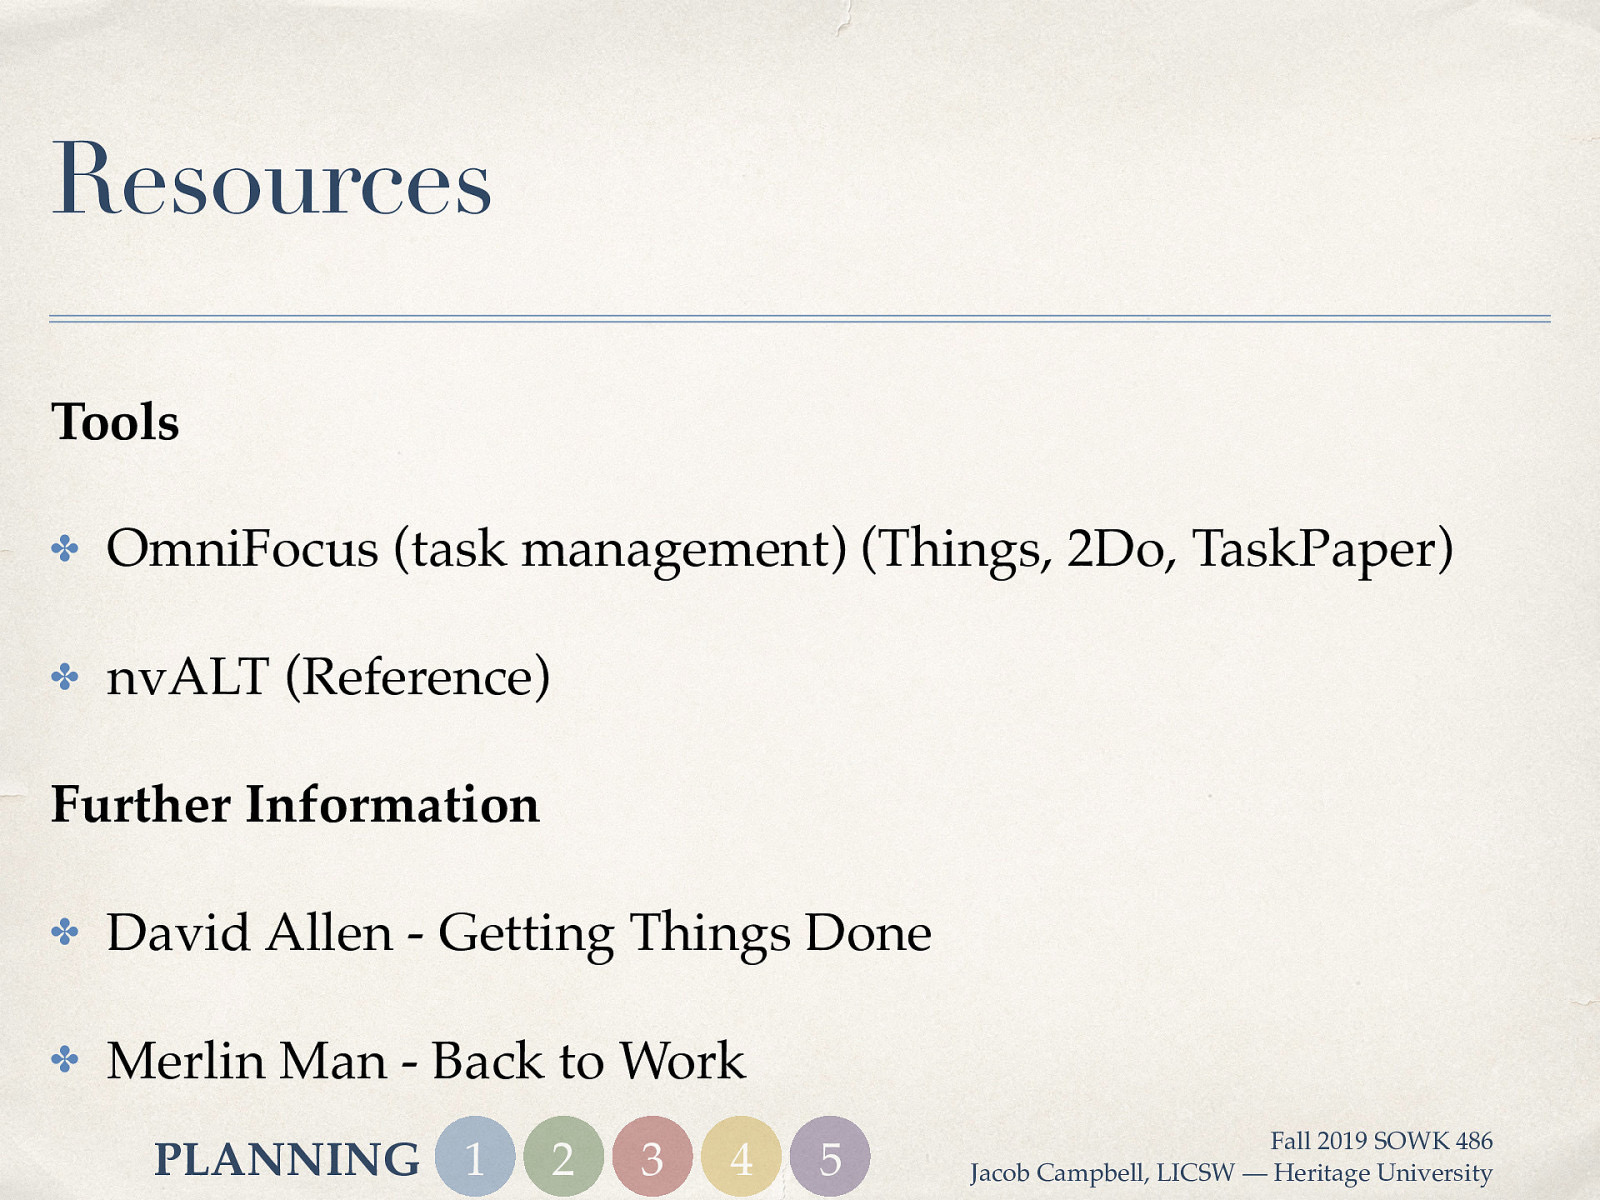 Resources
Tools
OmniFocus (task management) (Things, 2Do, TaskPaper)
nvALT (Reference)
Further Information
David Allen - Getting Things Done
Merlin Man - Back to Work
PLANNING 1 2 3 4 5
Fall 2019 SOWK 486
Jacob Campbell, LICSW — Heritage University